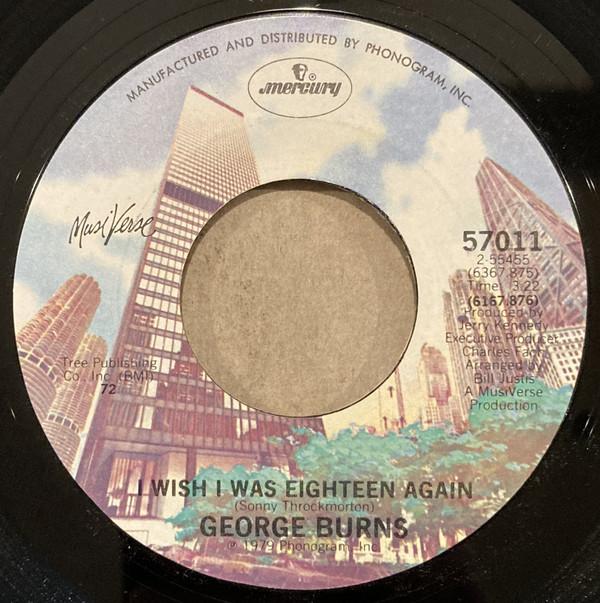 MANUFACTURED AND DISTRIBUTED BY PHONOGRAM, INC.
mercury
®
MusiVerse
57011
2-55455
(6367.875)
Time: 3:22
(6167.876)
Produced by
Jerry Kennedy
Executive Producer
Charles Fach
Arranged by
Bill Justis
A MusiVerse
Production
Tree Publishing
Co., Inc. (BMI)
72
I WISH I WAS EIGHTEEN AGAIN
(Sonny Throckmorton)
GEORGE BURNS
℗ 1979 Phonogram, Inc.